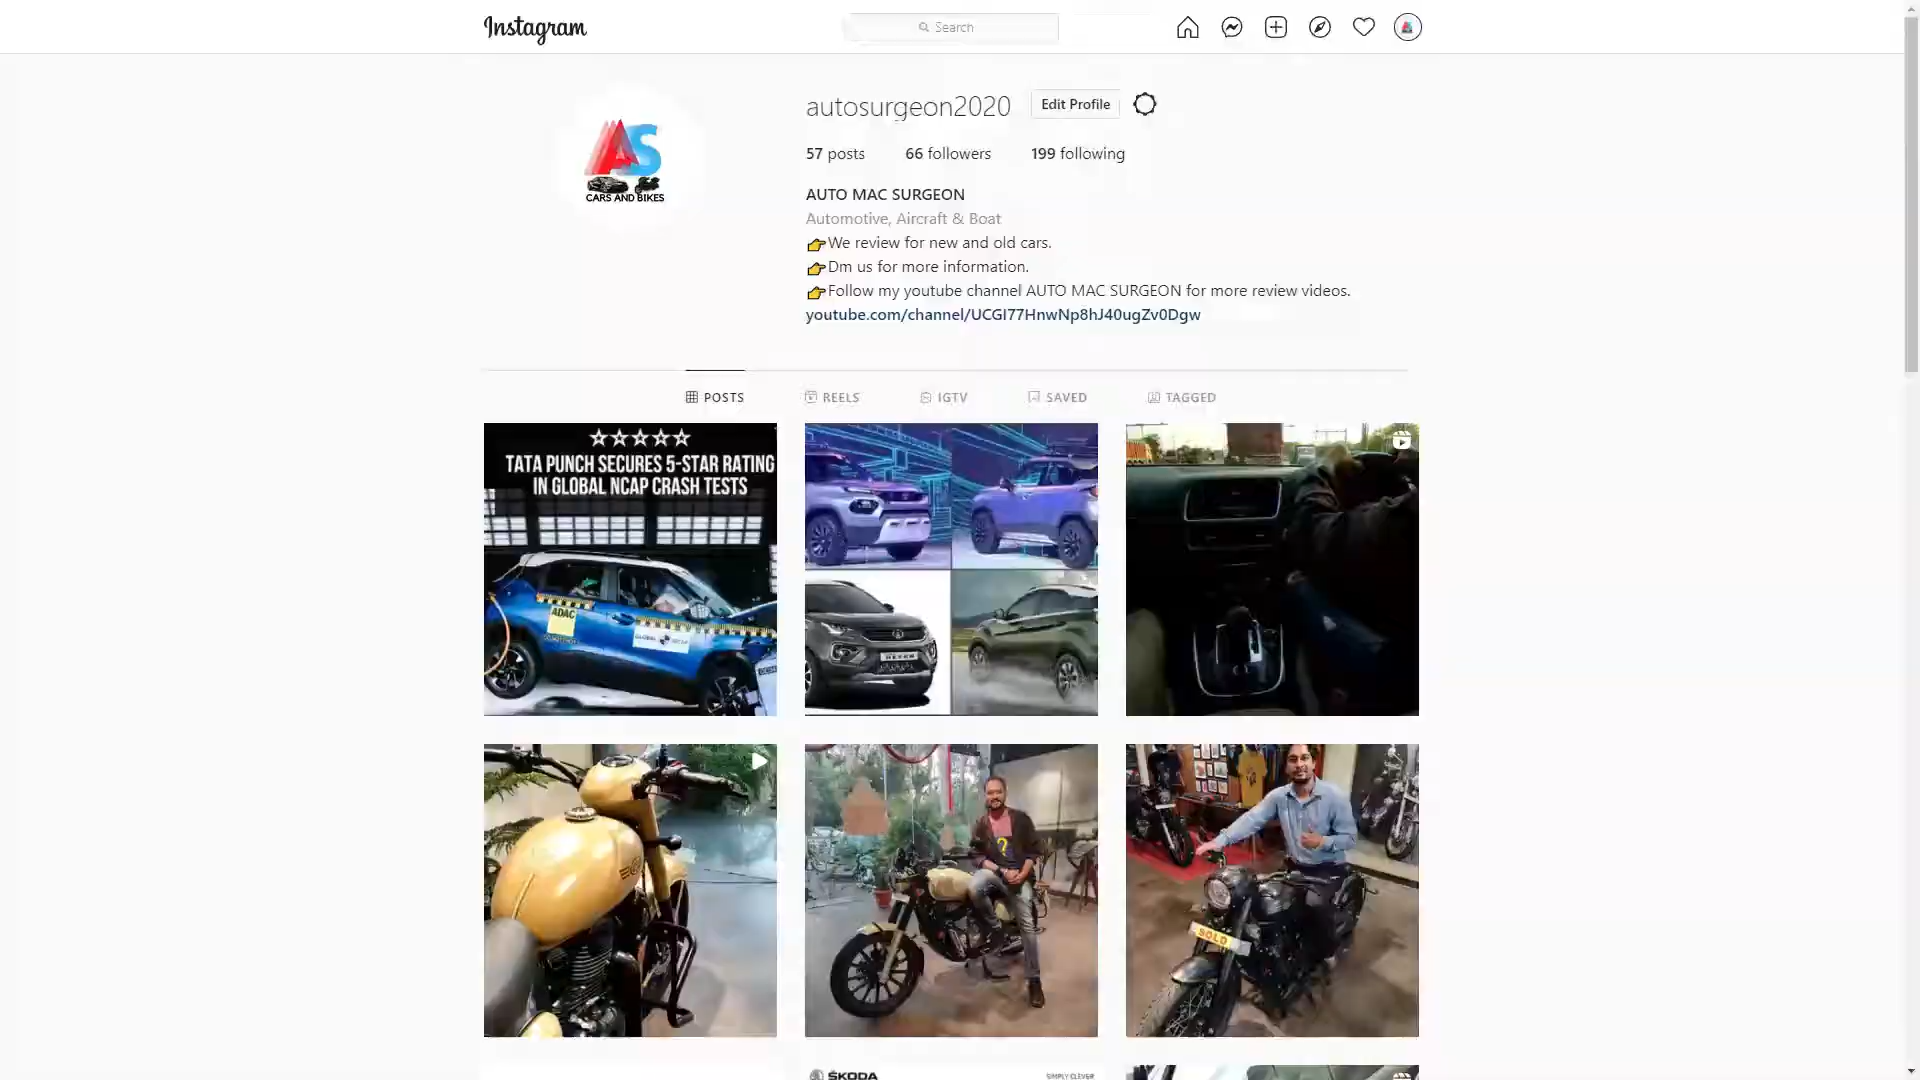 Instagram
Search
autosurgeon2020
Edit Profile
57 posts
66 followers
199 following
AS
CARS AND BIKES
AUTO MAC SURGEON
Automotive, Aircraft & Boat
👉We review for new and old cars.
👉Dm us for more information.
👉Follow my youtube channel AUTO MAC SURGEON for more review videos.
youtube.com/channel/UCGI77HnwNp8hJ40ugZv0Dgw
POSTS
REELS
IGTV
SAVED
TAGGED
TATA PUNCH SECURES 5-STAR RATING
IN GLOBAL NCAP CRASH TESTS
ADAC
GLOBAL NCAP
?
SOLD
ŠKODA
SIMPLY CLEVER